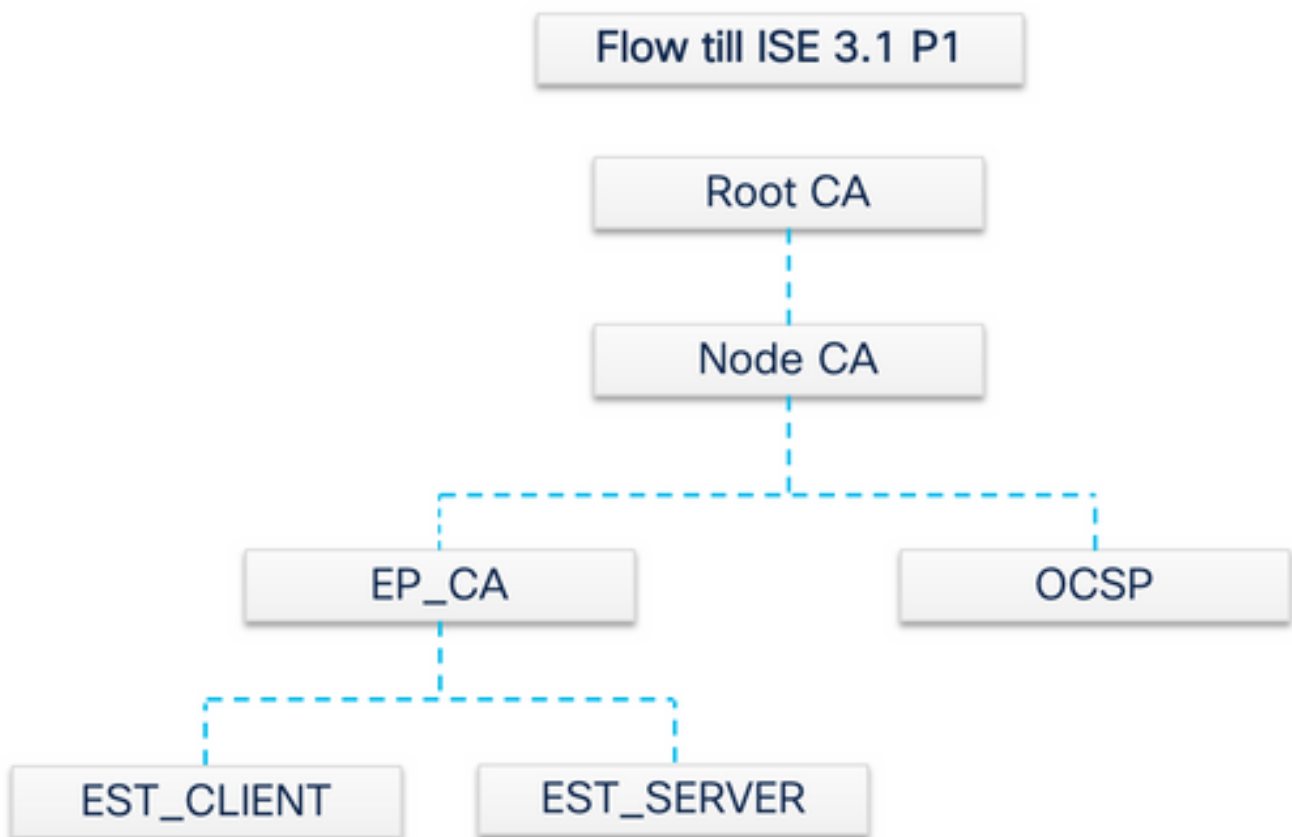 Flow till ISE 3.1 P1
Root CA
Node CA
EP_CA
OCSP
EST_CLIENT
EST_SERVER